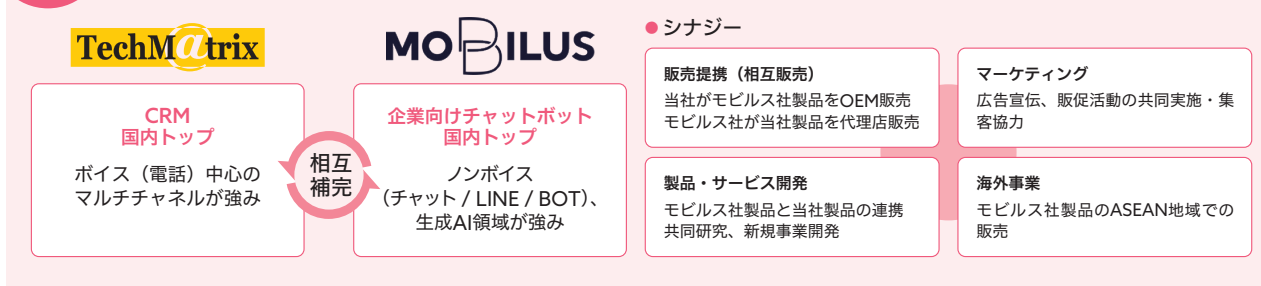 TechMatrix
CRM
国内トップ
ボイス（電話）中心の
マルチチャネルが強み
相互
補完
MOBILUS
企業向けチャットボット
国内トップ
ノンボイス
（チャット / LINE / BOT）、
生成AI領域が強み
●シナジー
販売提携（相互販売）
当社がモビルス社製品をOEM販売
モビルス社が当社製品を代理店販売
マーケティング
広告宣伝、販促活動の共同実施・集
客協力
製品・サービス開発
モビルス社製品と当社製品の連携
共同研究、新規事業開発
海外事業
モビルス社製品のASEAN地域での
販売